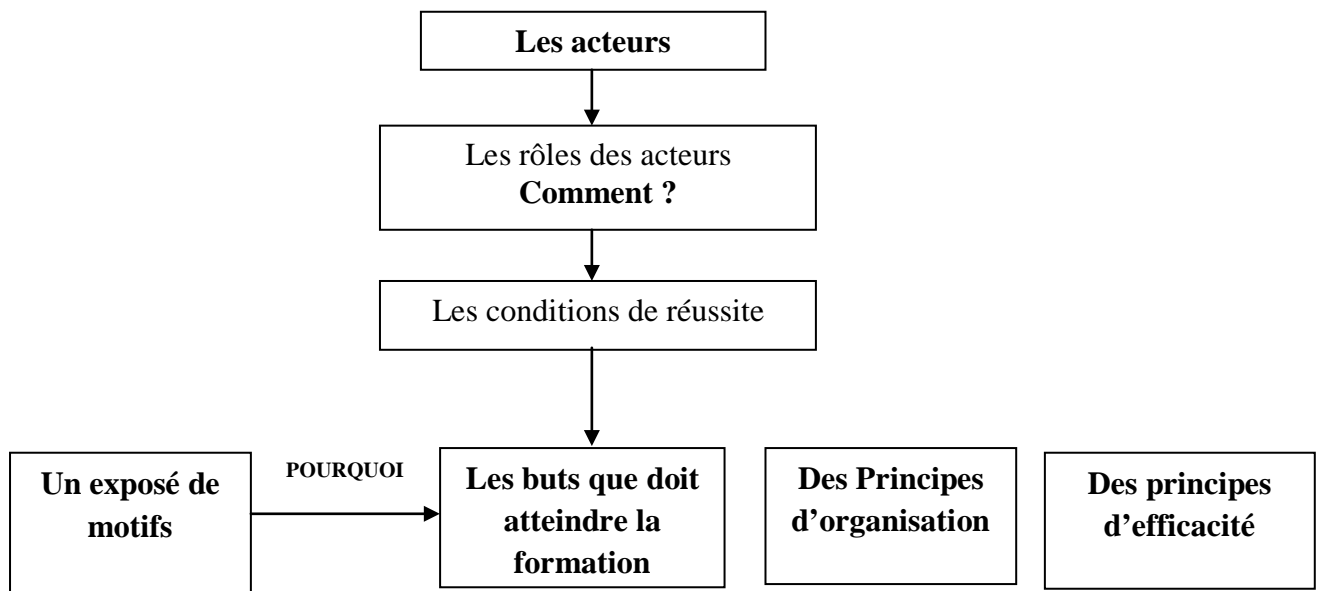 Les acteurs
Les rôles des acteurs
Comment ?
Les conditions de réussite
Un exposé de
motifs
POURQUOI
Les buts que doit
atteindre la
formation
Des Principes
d’organisation
Des principes
d’efficacité